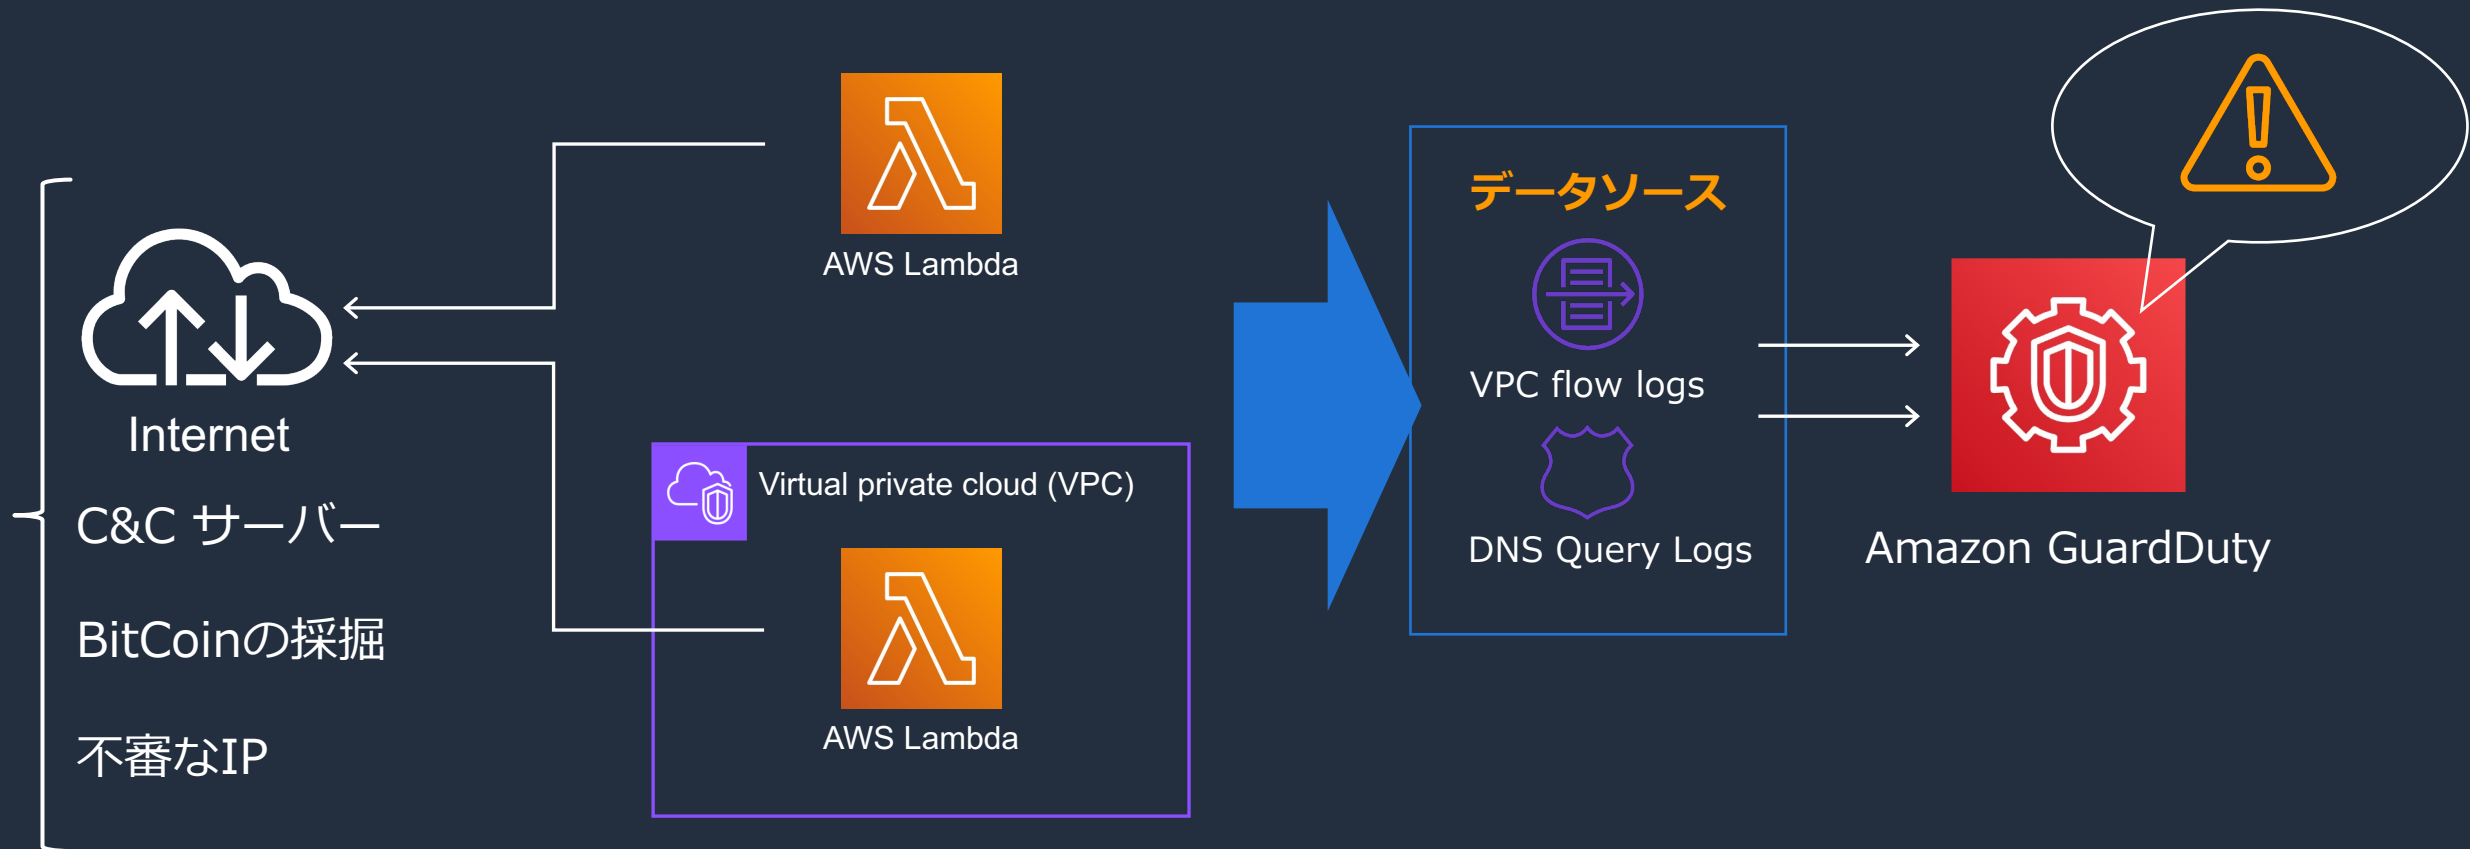 Internet
C&C サーバー
BitCoinの採掘
不審なIP
AWS Lambda
Virtual private cloud (VPC)
AWS Lambda
データソース
VPC flow logs
DNS Query Logs
Amazon GuardDuty